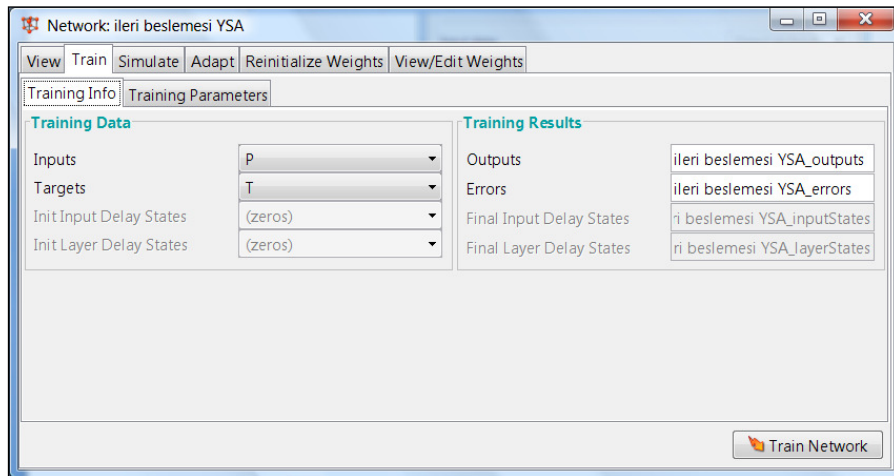 Network: ileri beslemesi YSA
View Train Simulate Adapt Reinitialize Weights View/Edit Weights
Training Info Training Parameters
Training Data
Inputs P
Targets T
Init Input Delay States (zeros)
Init Layer Delay States (zeros)
Training Results
Outputs ileri beslemesi YSA_outputs
Errors ileri beslemesi YSA_errors
Final Input Delay States ri beslemesi YSA_inputStates
Final Layer Delay States ri beslemesi YSA_layerStates
Train Network